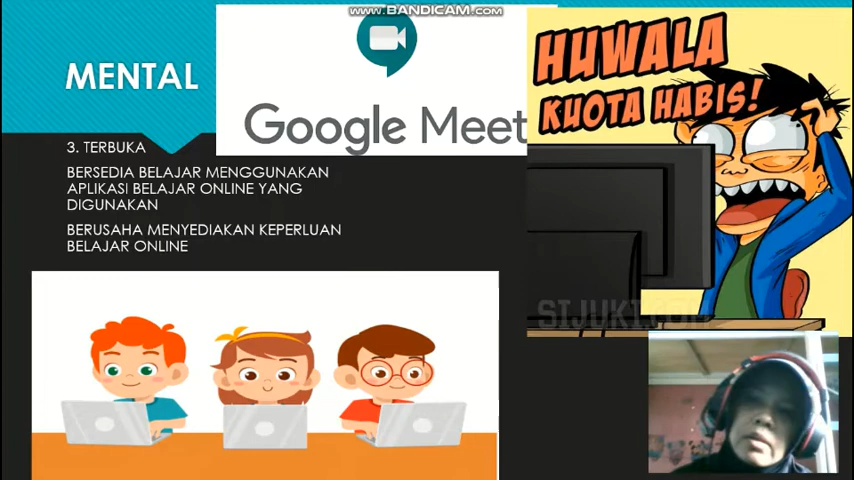 WWW.BANDICAM.COM
MENTAL
Google Meet
HUWALA
KUOTA HABIS!
3. TERBUKA
BERSEDIA BELAJAR MENGGUNAKAN
APLIKASI BELAJAR ONLINE YANG
DIGUNAKAN
BERUSAHA MENYEDIAKAN KEPERLUAN
BELAJAR ONLINE
SIJUKI.COM